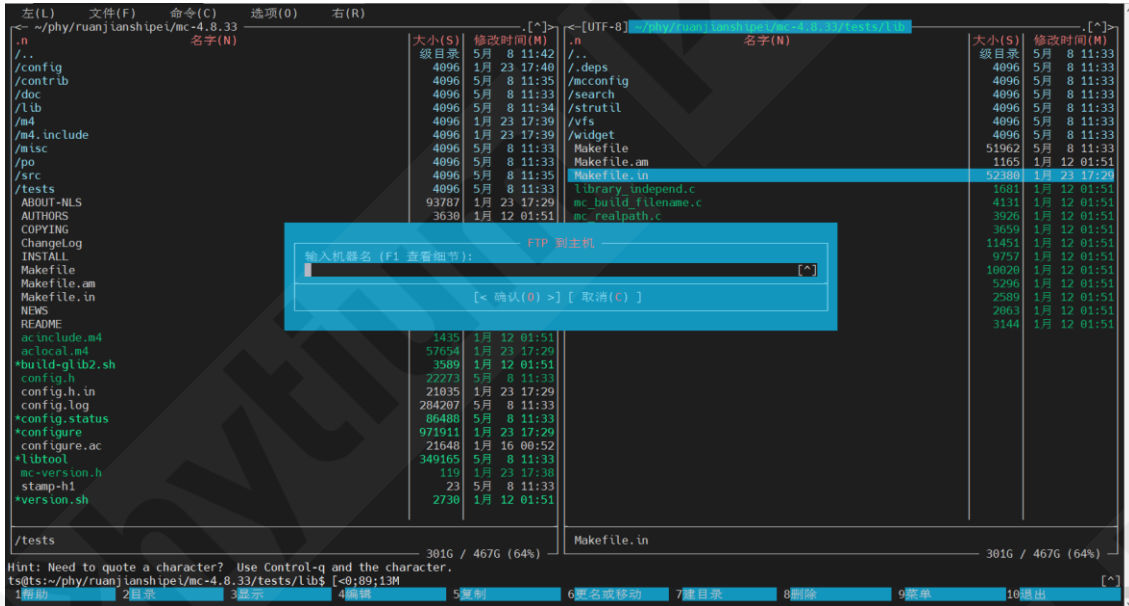 左(L) 文件(F) 命令(C) 选项(O) 右(R)
<— ~/phy/ruanjianshipei/mc-4.8.33 .[^]>
.n 名字(N) 大小(S) 修改时间(M)
/.. 级目录 5月 8 11:42
/config 4096 1月 23 17:40
/contrib 4096 5月 8 11:35
/doc 4096 5月 8 11:33
/lib 4096 5月 8 11:34
/m4 4096 1月 23 17:39
/m4.include 4096 1月 23 17:39
/misc 4096 5月 8 11:33
/po 4096 5月 8 11:33
/src 4096 5月 8 11:35
/tests 4096 5月 8 11:33
ABOUT-NLS 93787 1月 23 17:29
AUTHORS 3630 1月 12 01:51
COPYING
ChangeLog
INSTALL
Makefile
Makefile.am
Makefile.in
NEWS
README
acinclude.m4 1435 1月 12 01:51
aclocal.m4 57654 1月 23 17:29
*build-glib2.sh 3589 1月 12 01:51
config.h 22273 5月 8 11:33
config.h.in 21035 1月 23 17:29
config.log 284207 5月 8 11:33
*config.status 86488 5月 8 11:33
*configure 971911 1月 23 17:29
configure.ac 21648 1月 16 00:52
*libtool 349165 5月 8 11:33
mc-version.h 119 1月 23 17:38
stamp-h1 23 5月 8 11:33
*version.sh 2730 1月 12 01:51
/tests
301G / 467G (64%)
<—[UTF-8] ~/phy/ruanjianshipei/mc-4.8.33/tests/lib .[^]>
.n 名字(N) 大小(S) 修改时间(M)
/.. 级目录 5月 8 11:33
/.deps 4096 5月 8 11:33
/mcconfig 4096 5月 8 11:33
/search 4096 5月 8 11:33
/strutil 4096 5月 8 11:33
/vfs 4096 5月 8 11:33
/widget 4096 5月 8 11:33
Makefile 51962 5月 8 11:33
Makefile.am 1165 1月 12 01:51
Makefile.in 52380 1月 23 17:29
library_independ.c 1681 1月 12 01:51
mc_build_filename.c 4131 1月 12 01:51
mc_realpath.c 3926 1月 12 01:51
3659 1月 12 01:51
11451 1月 12 01:51
9757 1月 12 01:51
10020 1月 12 01:51
5296 1月 12 01:51
2589 1月 12 01:51
2063 1月 12 01:51
3144 1月 12 01:51
Makefile.in
301G / 467G (64%)
FTP 到主机
输入机器名 (F1 查看细节):
[^]
[< 确认(O) >] [ 取消(C) ]
Hint: Need to quote a character? Use Control-q and the character.
ts@ts:~/phy/ruanjianshipei/mc-4.8.33/tests/lib$ [<0;89;13M [^]
1帮助 2目录 3显示 4编辑 5复制 6更名或移动 7建目录 8删除 9菜单 10退出